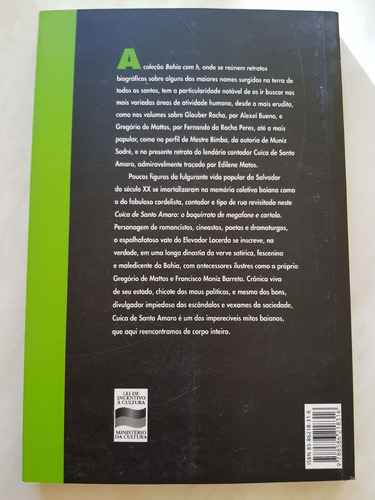 A coleção Bahia com h, onde se reúnem retratos
biográficos sobre alguns dos maiores nomes surgidos na terra de
todos os santos, tem a particularidade notável de os ir buscar nas
mais variadas áreas de atividade humana, desde a mais erudita,
como nos volumes sobre Glauber Rocha, por Alexei Bueno, e
Gregório de Mattos, por Fernando da Rocha Peres, até a mais
popular, como no perfil de Mestre Bimba, da autoria de Muniz
Sodré, e no presente retrato do lendário cantador Cuíca de Santo
Amaro, admiravelmente traçado por Edilene Matos.
Poucas figuras da fulgurante vida popular da Salvador
do século XX se imortalizaram na memória coletiva baiana como
a do fabuloso cordelista, cantador e tipo de rua revisitado neste
Cuíca de Santo Amaro: o boquirroto de megafone e cartola.
Personagem de romancistas, cineastas, poetas e dramaturgos,
o espalhafatoso vate do Elevador Lacerda se inscreve, na
verdade, em uma longa dinastia da verve satírica, fescenina
e maledicente da Bahia, com antecessores ilustres como o próprio
Gregório de Mattos e Francisco Moniz Barreto. Crônica viva
de seu estado, chicote dos maus políticos, e mesmo dos bons,
divulgador impiedoso dos escândalos e vexames da sociedade,
Cuíca de Santo Amaro é um dos imperecíveis mitos baianos,
que aqui reencontramos de corpo inteiro.
LEI DE
INCENTIVO
À CULTURA
MINISTÉRIO
DA CULTURA
ISBN 85-86218-31-6
9788586218316